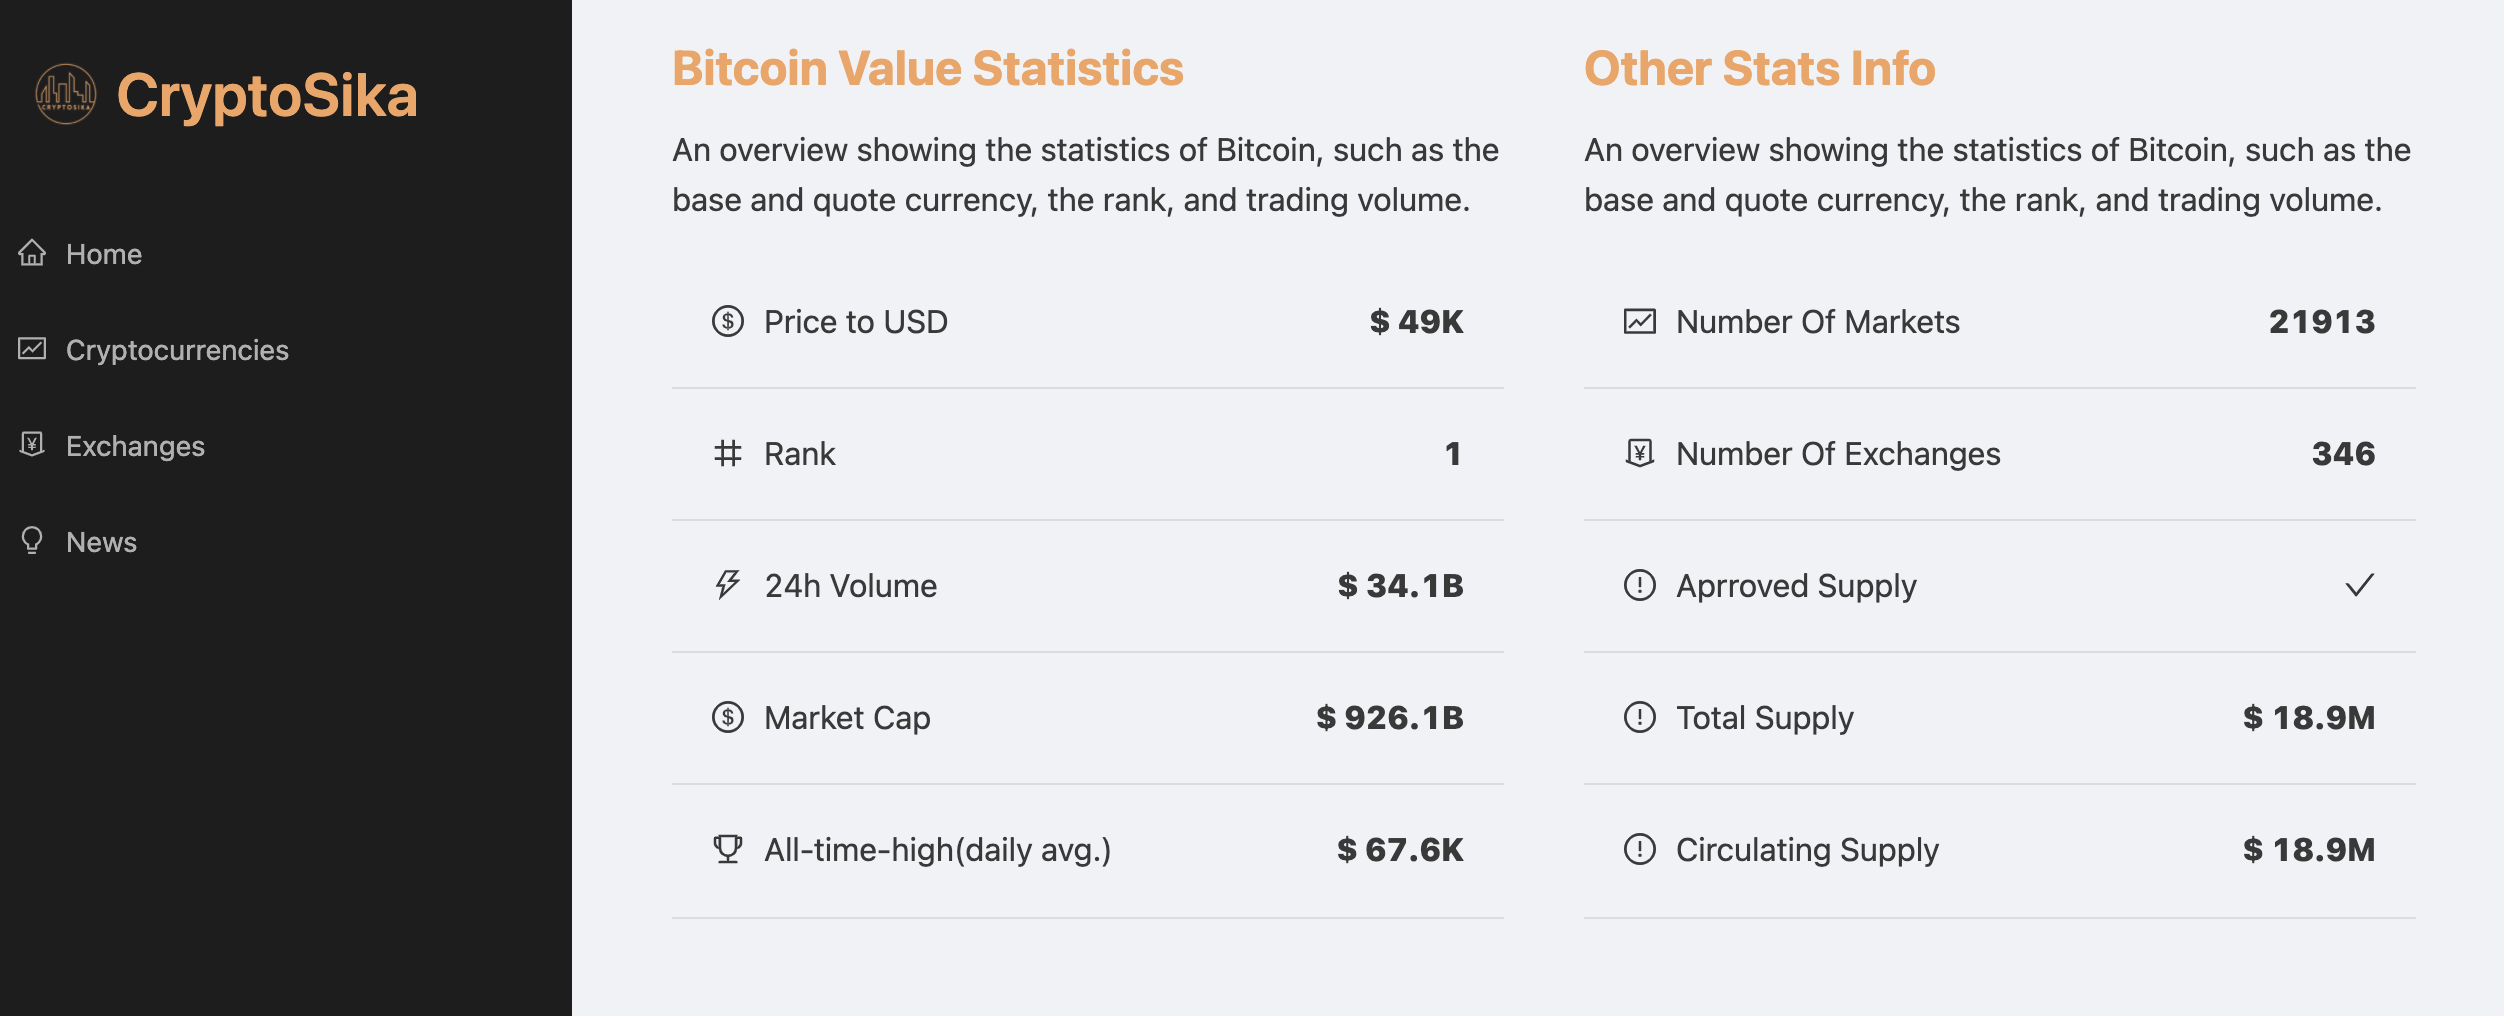 CRYPTOSIKA
CryptoSika
Home
Cryptocurrencies
Exchanges
News
Bitcoin Value Statistics
An overview showing the statistics of Bitcoin, such as the
base and quote currency, the rank, and trading volume.
Price to USD $ 49K
Rank 1
24h Volume $ 34.1B
Market Cap $ 926.1B
All-time-high(daily avg.) $ 67.6K
Other Stats Info
An overview showing the statistics of Bitcoin, such as the
base and quote currency, the rank, and trading volume.
Number Of Markets 21913
Number Of Exchanges 346
Aprroved Supply
Total Supply $ 18.9M
Circulating Supply $ 18.9M